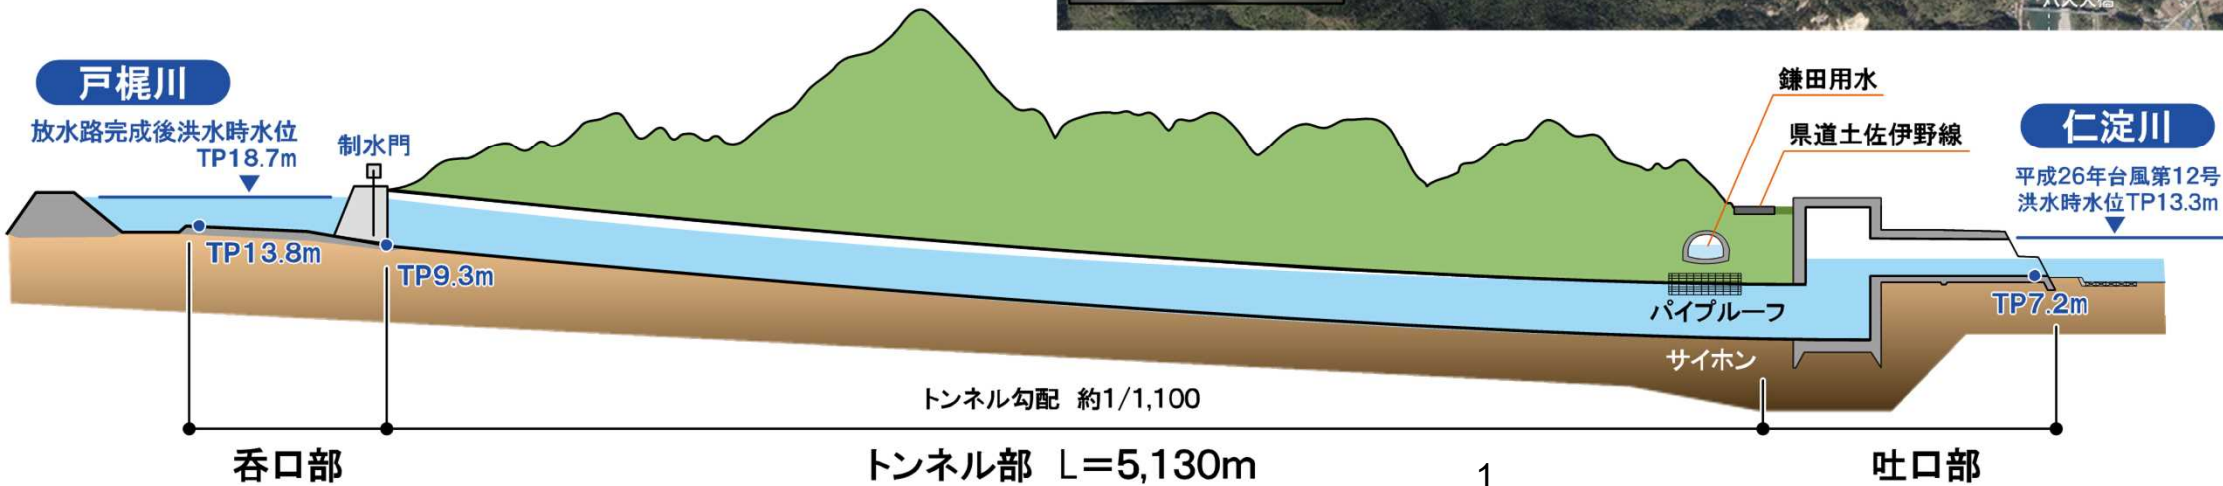 八天大橋
戸梶川
放水路完成後洪水時水位
TP18.7m
制水門
鎌田用水
県道土佐伊野線
仁淀川
平成26年台風第12号
洪水時水位TP13.3m
TP13.8m
TP9.3m
TP7.2m
パイプルーフ
サイホン
トンネル勾配 約1/1,100
呑口部
トンネル部 L=5,130m
吐口部
1